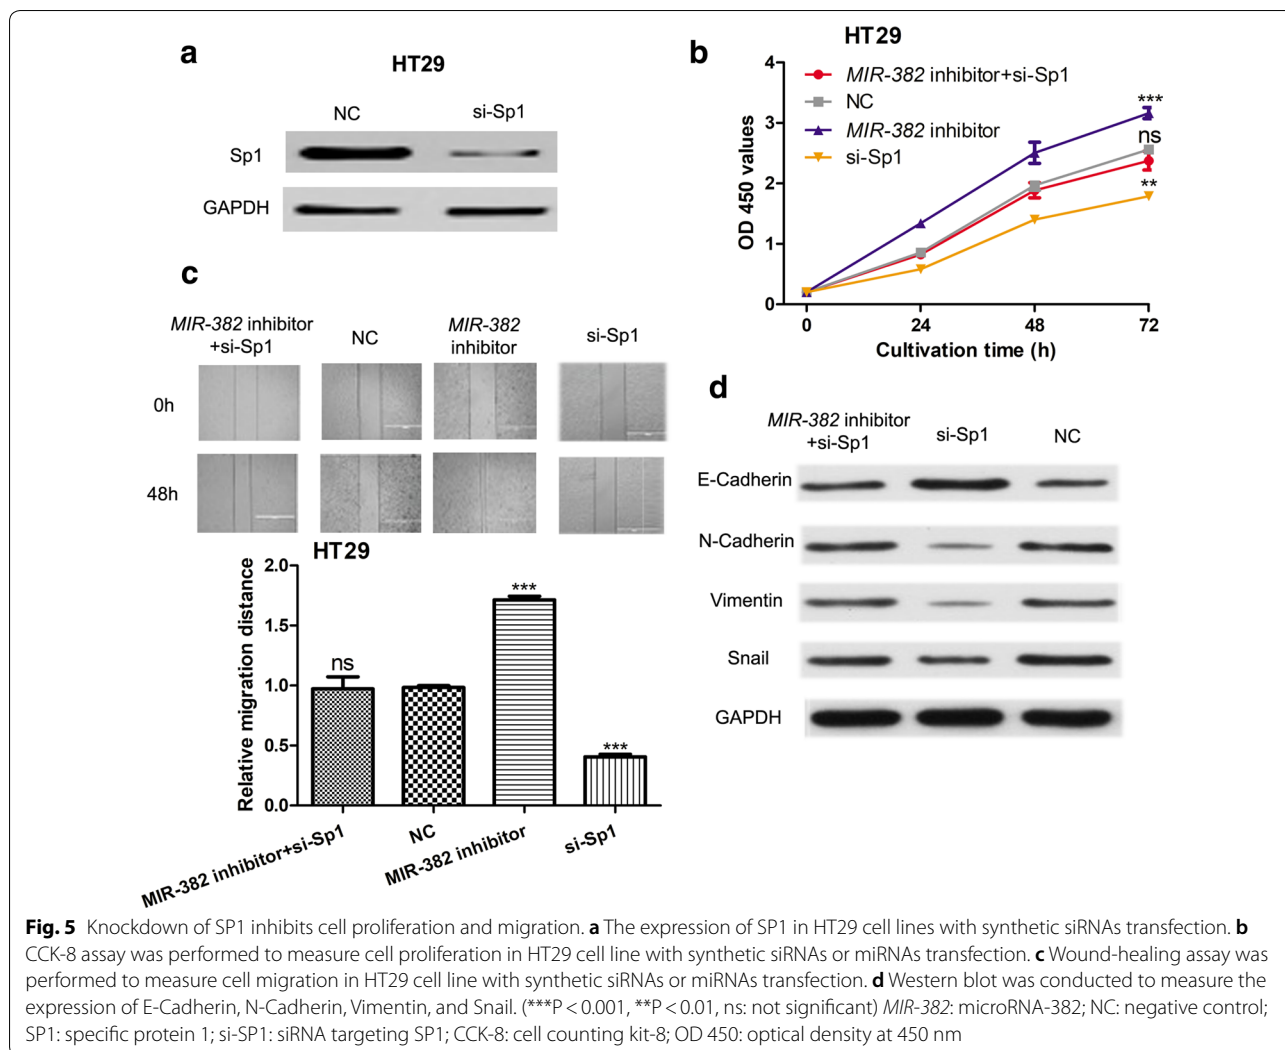 a
HT29
NC si-Sp1
Sp1
GAPDH
b
HT29
MIR-382 inhibitor+si-Sp1
NC
MIR-382 inhibitor
si-Sp1
OD 450 values
4
3
2
1
0
0 24 48 72
Cultivation time (h)
***
ns
**
c
MIR-382 inhibitor
+si-Sp1
NC
MIR-382
inhibitor
si-Sp1
0h
48h
HT29
Relative migration distance
2.0
1.5
1.0
0.5
0.0
ns
***
***
MIR-382 inhibitor+si-Sp1
NC
MIR-382 inhibitor
si-Sp1
d
MIR-382 inhibitor
+si-Sp1
si-Sp1
NC
E-Cadherin
N-Cadherin
Vimentin
Snail
GAPDH
Fig. 5 Knockdown of SP1 inhibits cell proliferation and migration. a The expression of SP1 in HT29 cell lines with synthetic siRNAs transfection. b
CCK-8 assay was performed to measure cell proliferation in HT29 cell line with synthetic siRNAs or miRNAs transfection. c Wound-healing assay was
performed to measure cell migration in HT29 cell line with synthetic siRNAs or miRNAs transfection. d Western blot was conducted to measure the
expression of E-Cadherin, N-Cadherin, Vimentin, and Snail. (***P < 0.001, **P < 0.01, ns: not significant) MIR-382: microRNA-382; NC: negative control;
SP1: specific protein 1; si-SP1: siRNA targeting SP1; CCK-8: cell counting kit-8; OD 450: optical density at 450 nm